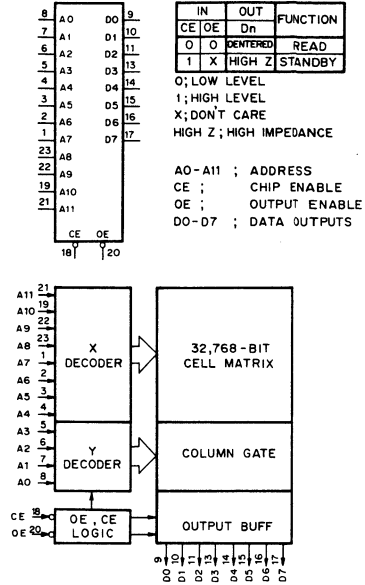 8 A0 D0 9
7 A1 D1 10
6 A2 D2 11
5 A3 D3 13
4 A4 D4 14
3 A5 D5 15
2 A6 D6 16
1 A7 D7 17
23 A8
22 A9
19 A10
21 A11
CE OE
18 20
IN OUT FUNCTION
CE OE Dn
0 0 DENTERED READ
1 X HIGH Z STANDBY
0; LOW LEVEL
1; HIGH LEVEL
X; DON'T CARE
HIGH Z; HIGH IMPEDANCE
A0-A11 ; ADDRESS
CE ; CHIP ENABLE
OE ; OUTPUT ENABLE
D0-D7 ; DATA OUTPUTS
A11 21
A10 19
A9 22
A8 23
A7 1
A6 2
A5 3
A4 4
A3 5
A2 6
A1 7
A0 8
X
DECODER
32,768-BIT
CELL MATRIX
Y
DECODER
COLUMN GATE
CE 18
OE 20
OE, CE
LOGIC
OUTPUT BUFF
9 10 11 13 14 15 16 17
D0 D1 D2 D3 D4 D5 D6 D7